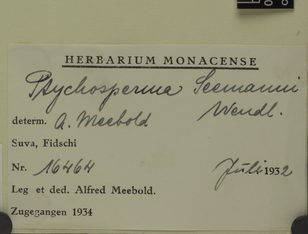 HERBARIUM MONACENSE
Ptychosperma Seemanni
Wendl.
determ. A. Meebold
Suva, Fidschi
Nr. 16464 Juli 1932
Leg et ded. Alfred Meebold.
Zugegangen 1934